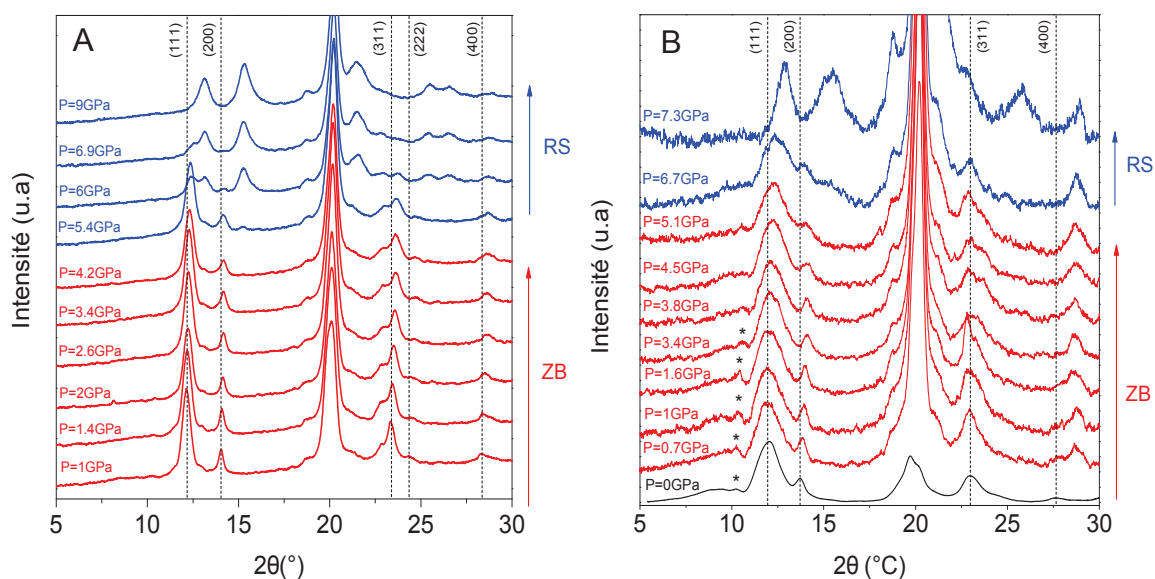 A
(111)
(200)
(311)
(222)
(400)
P=9GPa
P=6.9GPa
P=6GPa
P=5.4GPa
P=4.2GPa
P=3.4GPa
P=2.6GPa
P=2GPa
P=1.4GPa
P=1GPa
RS
ZB
Intensité (u.a)
5 10 15 20 25 30
2θ(°)
B
(111)
(200)
(311)
(400)
P=7.3GPa
P=6.7GPa
P=5.1GPa
P=4.5GPa
P=3.8GPa
P=3.4GPa
P=1.6GPa
P=1GPa
P=0.7GPa
P=0GPa
*
*
*
*
*
RS
ZB
Intensité (u.a)
5 10 15 20 25 30
2θ (°C)